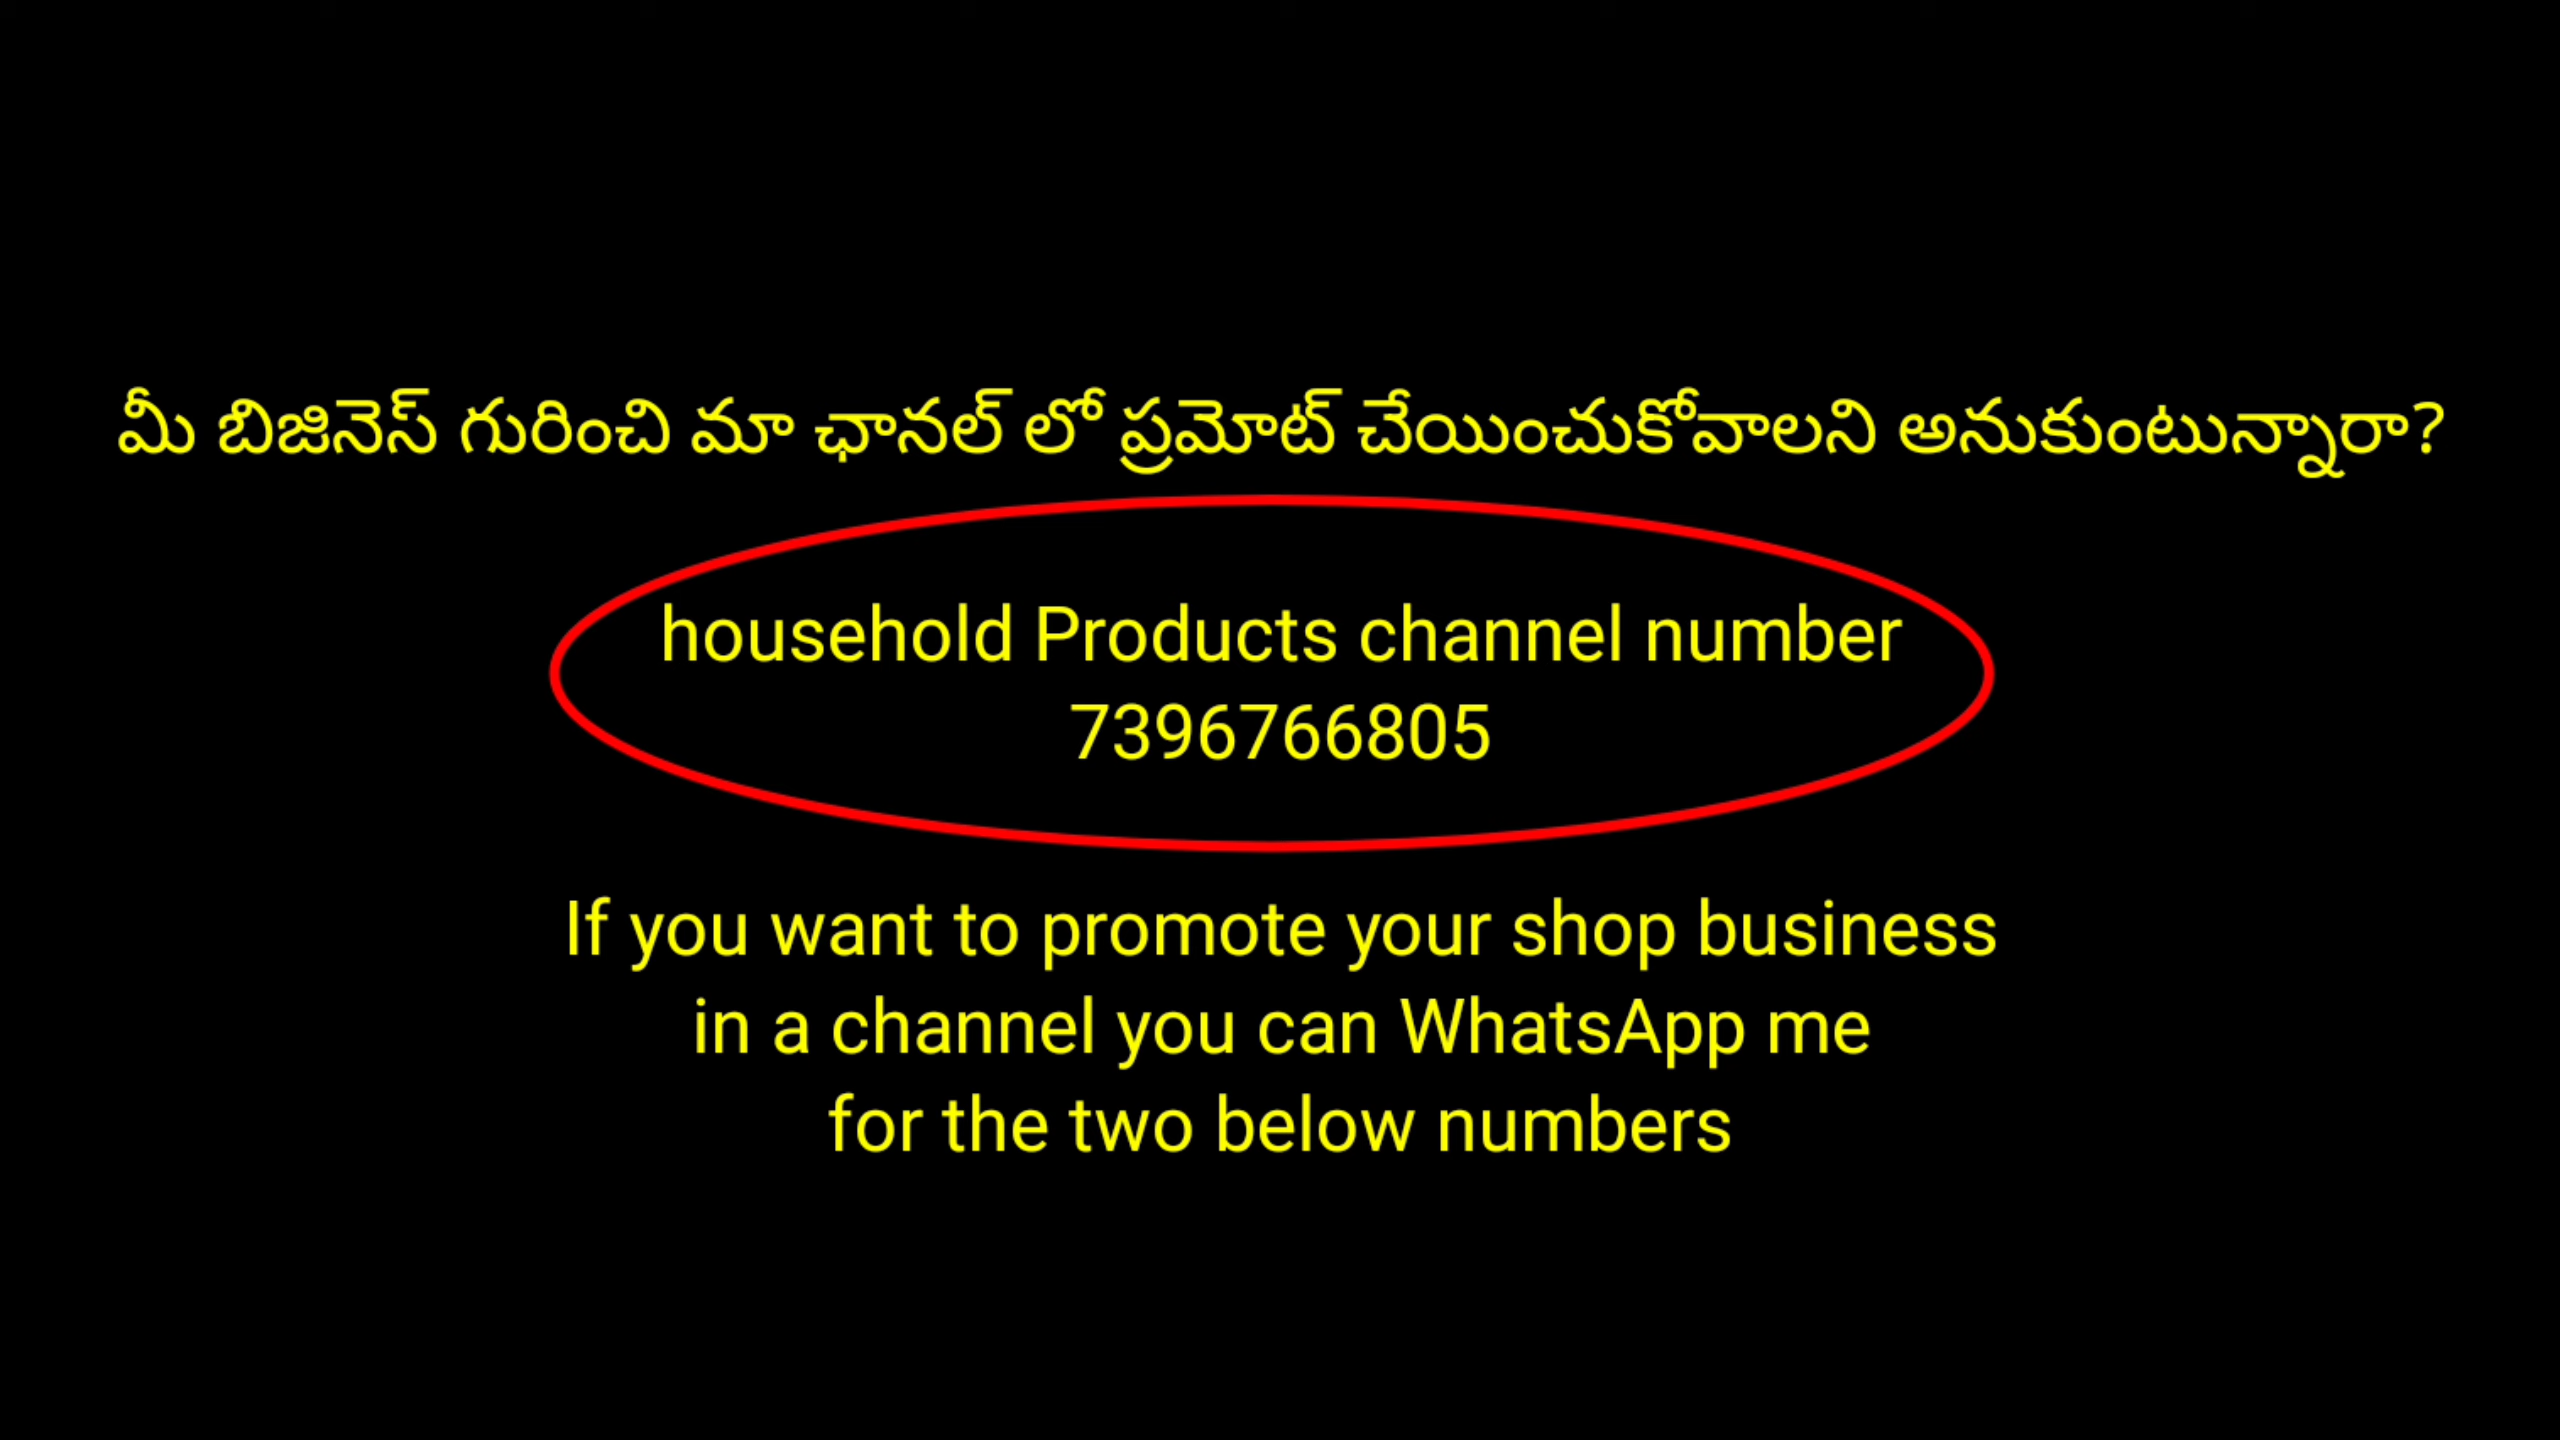 మీ బిజినెస్ గురించి మా ఛానల్ లో ప్రమోట్ చేయించుకోవాలని అనుకుంటున్నారా?
household Products channel number
7396766805
If you want to promote your shop business
in a channel you can WhatsApp me
for the two below numbers